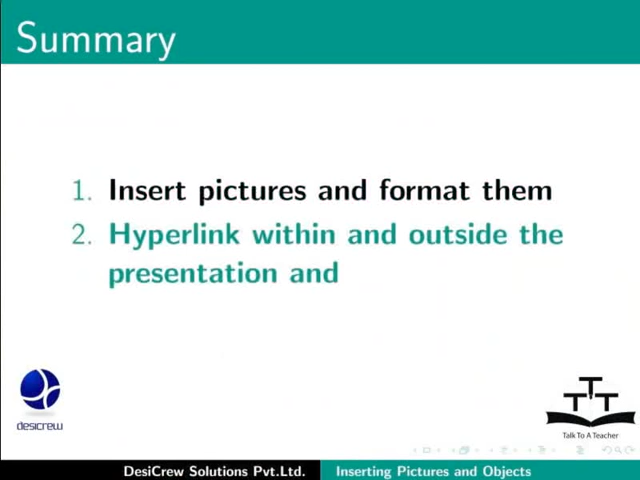 Summary
1. Insert pictures and format them
2. Hyperlink within and outside the
presentation and
desicrew
TTT
Talk To A Teacher
DesiCrew Solutions Pvt.Ltd. Inserting Pictures and Objects